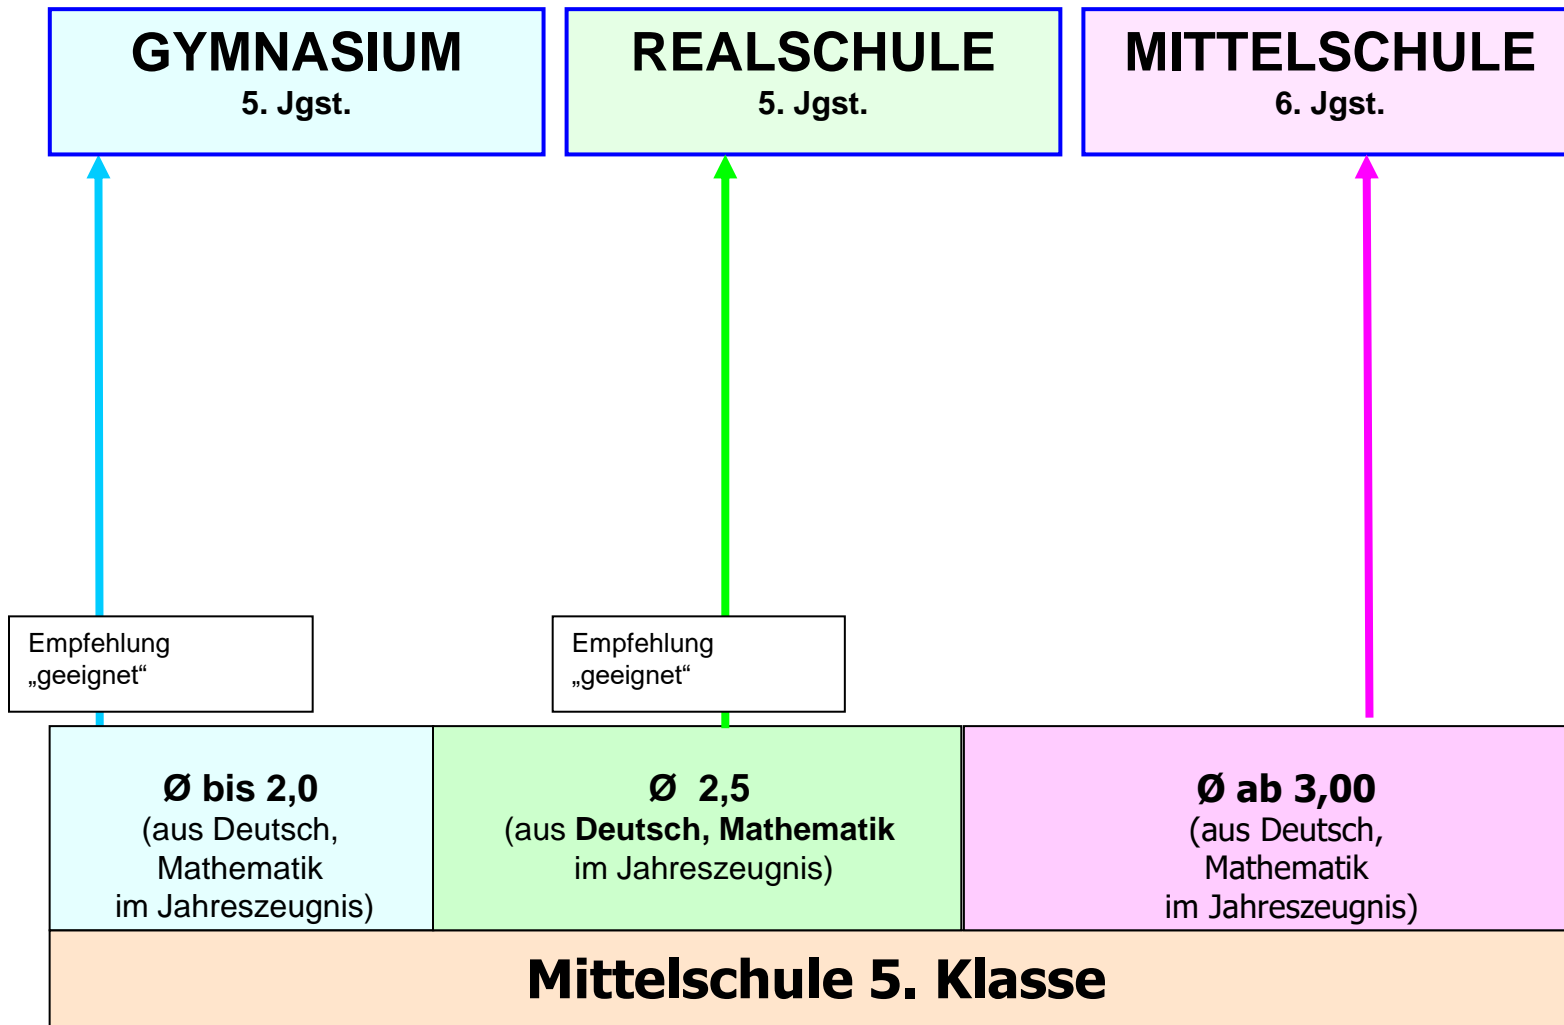 GYMNASIUM
5. Jgst.
REALSCHULE
5. Jgst.
MITTELSCHULE
6. Jgst.
Empfehlung
„geeignet“
Empfehlung
„geeignet“
Ø bis 2,0
(aus Deutsch,
Mathematik
im Jahreszeugnis)
Ø 2,5
(aus Deutsch, Mathematik
im Jahreszeugnis)
Ø ab 3,00
(aus Deutsch,
Mathematik
im Jahreszeugnis)
Mittelschule 5. Klasse